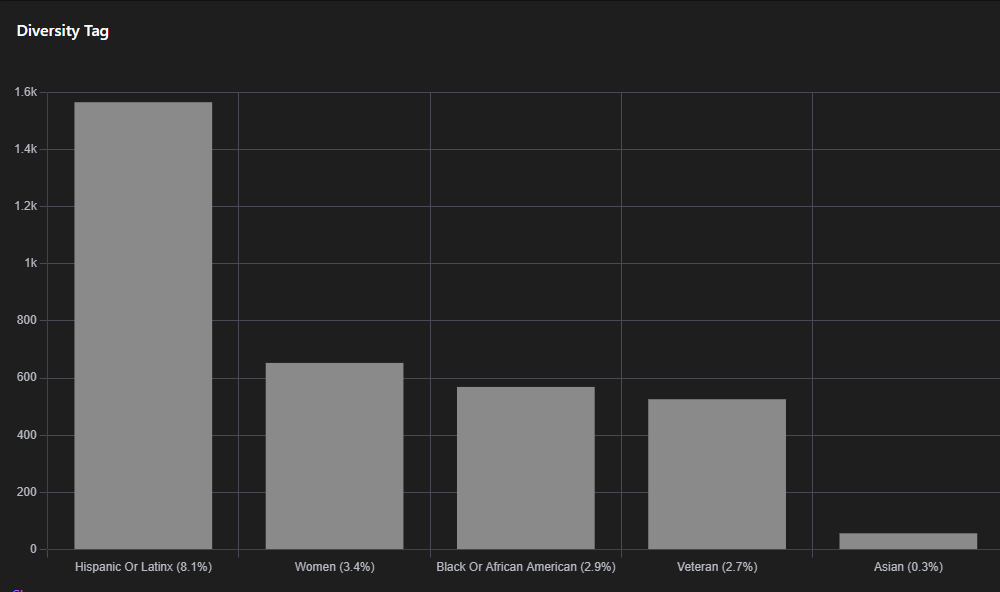 Diversity Tag
1.6k
1.4k
1.2k
1k
800
600
400
200
0
Hispanic Or Latinx (8.1%) Women (3.4%) Black Or African American (2.9%) Veteran (2.7%) Asian (0.3%)